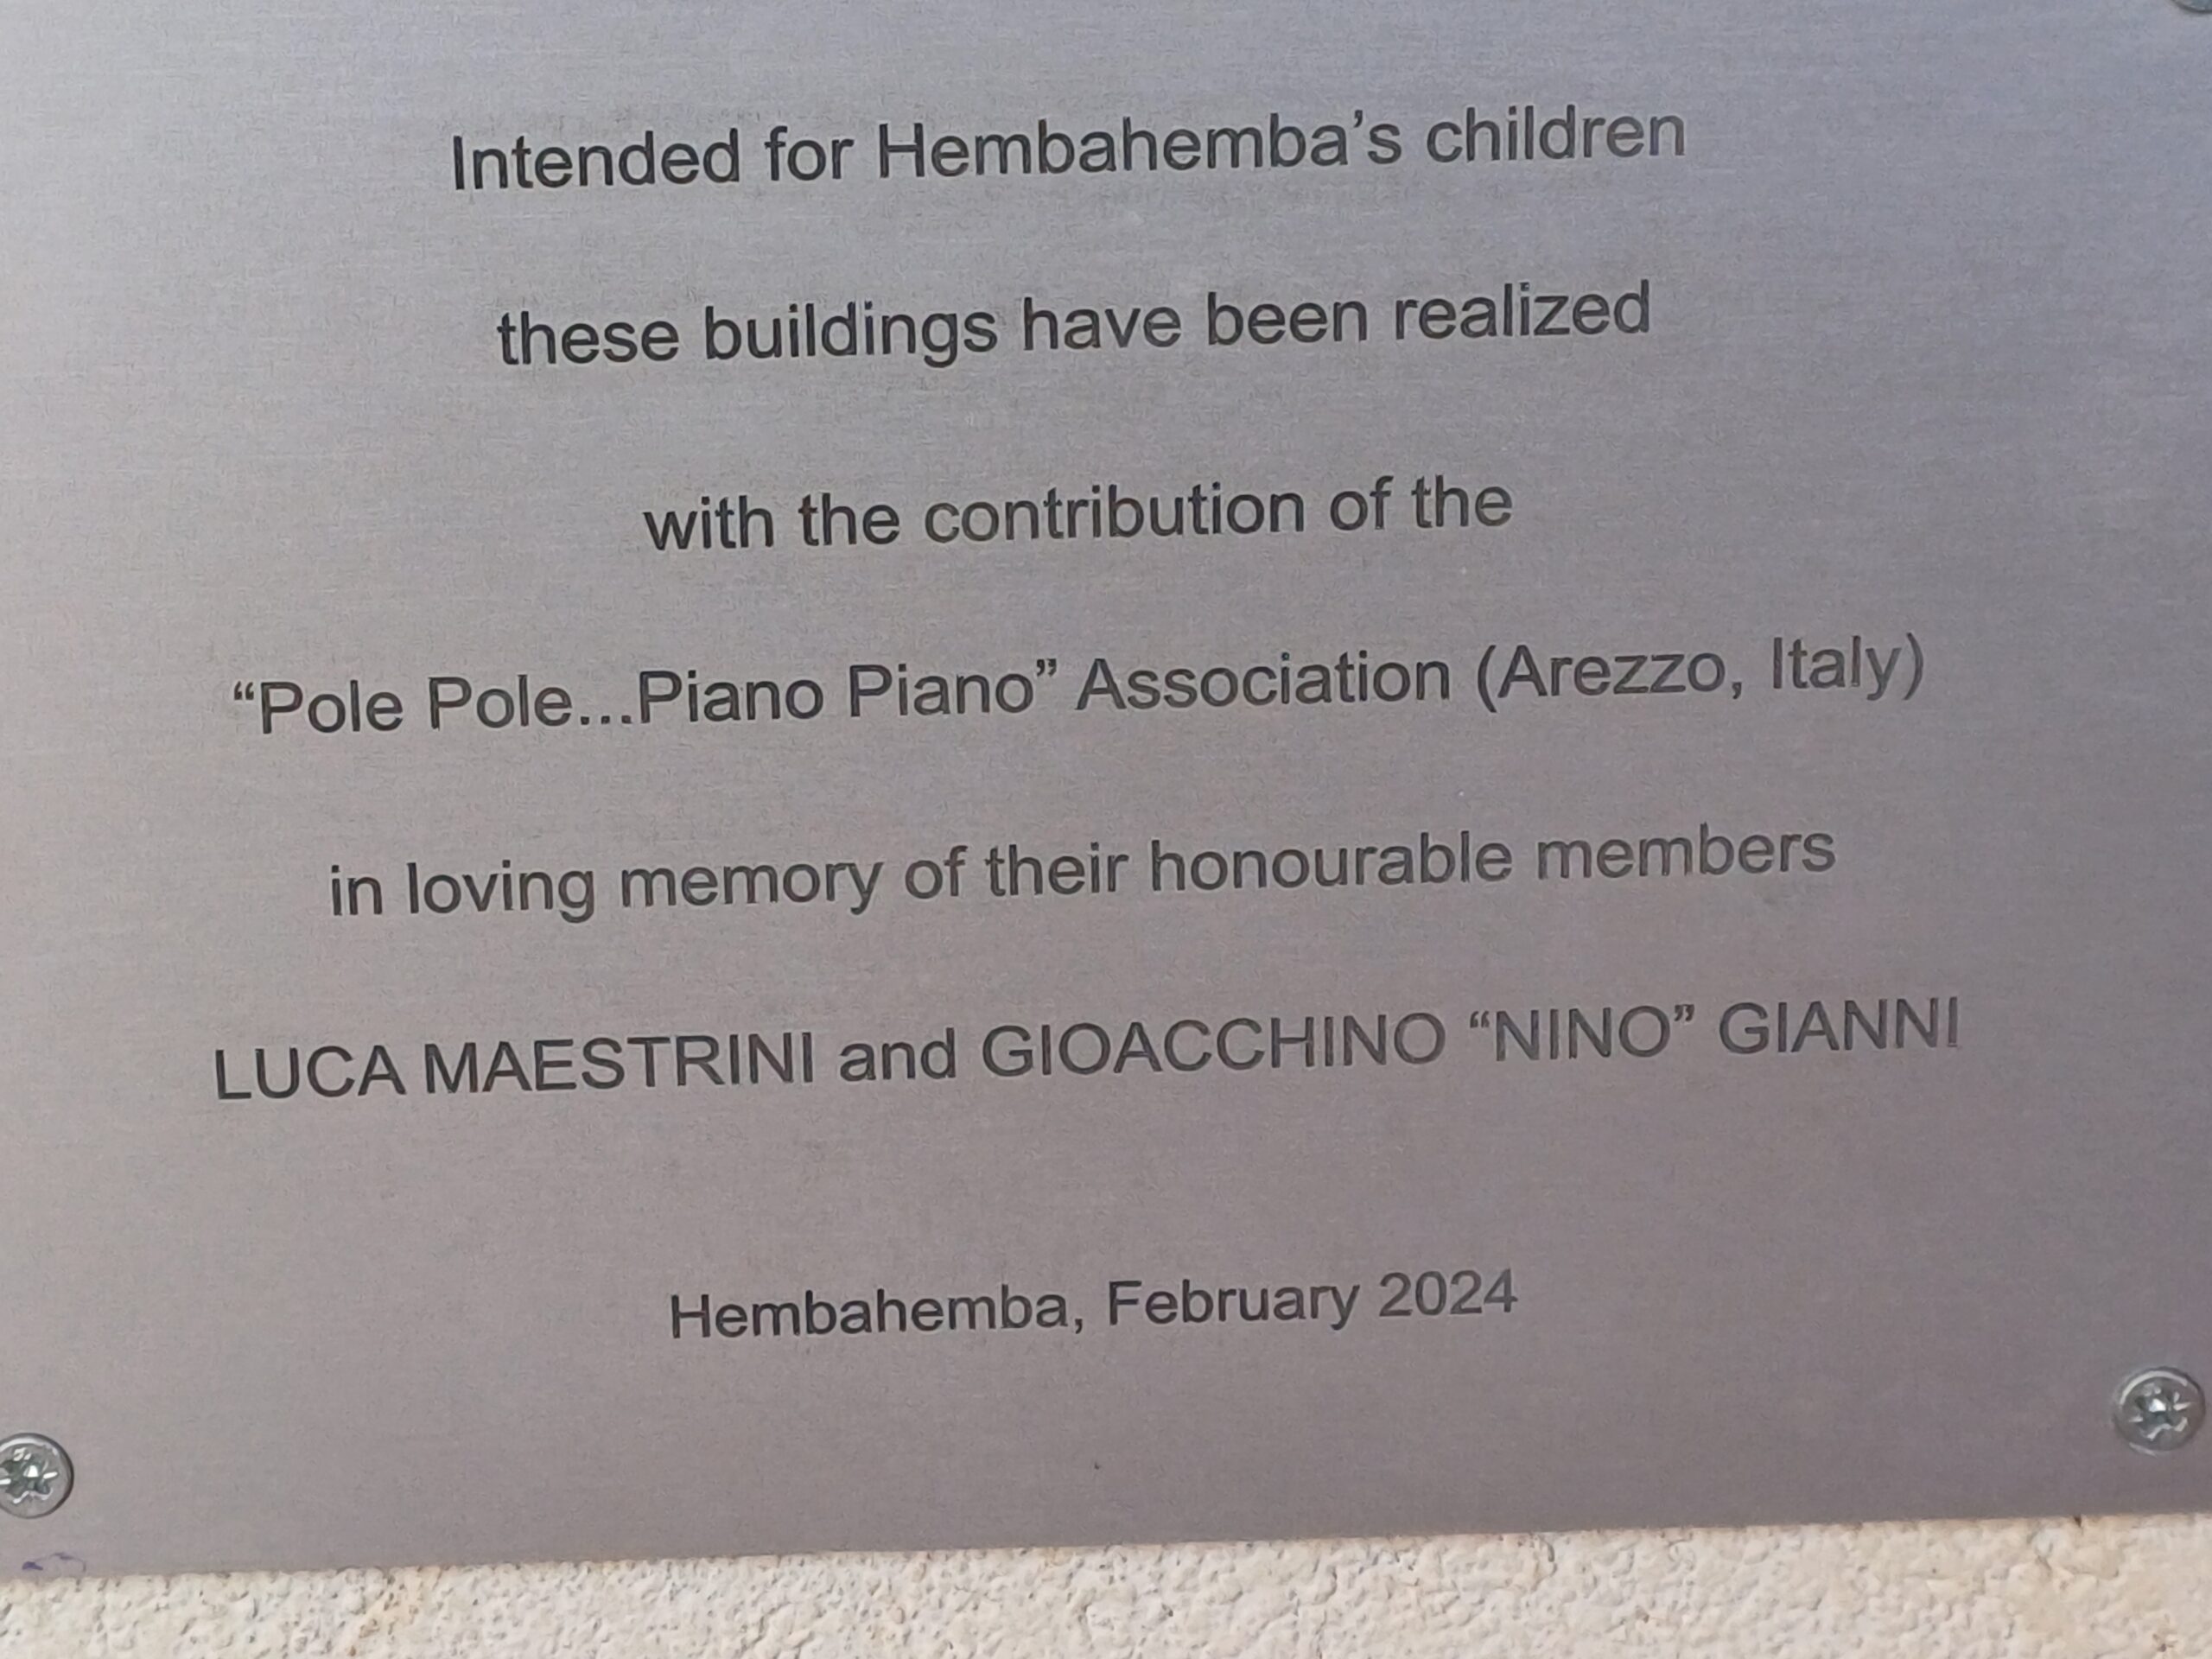 Intended for Hembahemba’s children
these buildings have been realized
with the contribution of the
“Pole Pole...Piano Piano” Association (Arezzo, Italy)
in loving memory of their honourable members
LUCA MAESTRINI and GIOACCHINO “NINO” GIANNI
Hembahemba, February 2024